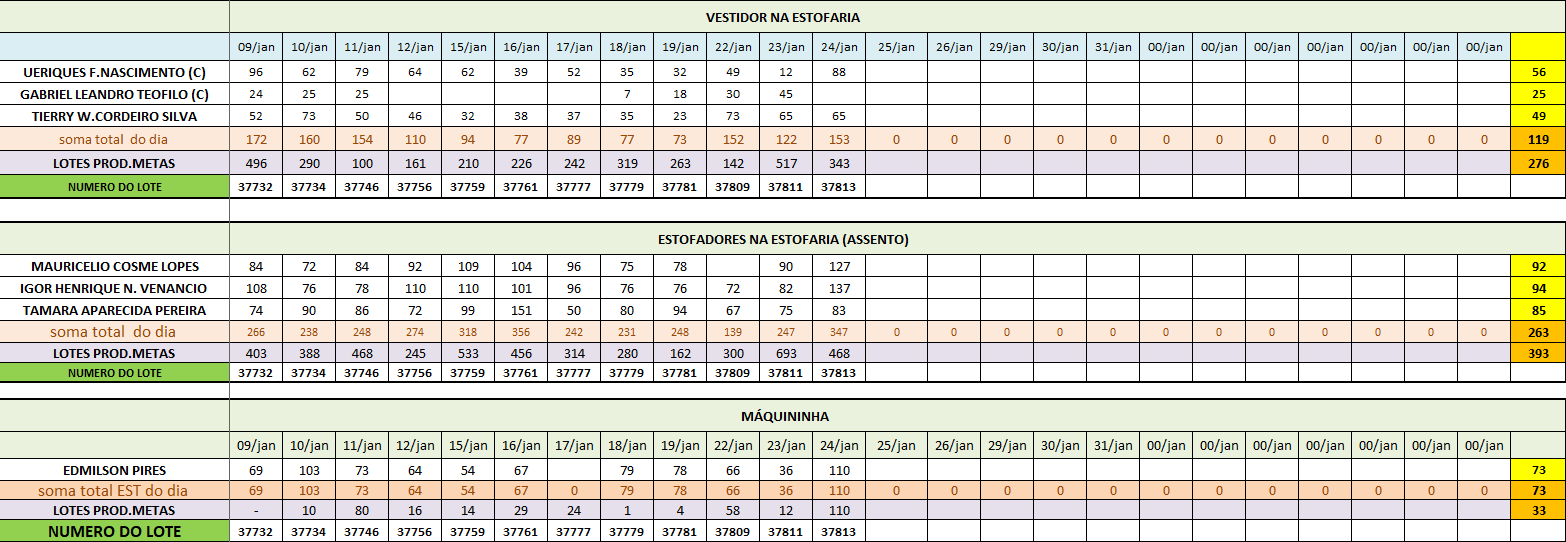 VESTIDOR NA ESTOFARIA
09/jan 10/jan 11/jan 12/jan 15/jan 16/jan 17/jan 18/jan 19/jan 22/jan 23/jan 24/jan 25/jan 26/jan 29/jan 30/jan 31/jan 00/jan 00/jan 00/jan 00/jan 00/jan 00/jan 00/jan
UERIQUES F.NASCIMENTO (C) 96 62 79 64 62 39 52 35 32 49 12 88 56
GABRIEL LEANDRO TEOFILO (C) 24 25 25 7 18 30 45 25
TIERRY W.CORDEIRO SILVA 52 73 50 46 32 38 37 35 23 73 65 65 49
soma total do dia 172 160 154 110 94 77 89 77 73 152 122 153 0 0 0 0 0 0 0 0 0 0 0 0 119
LOTES PROD.METAS 496 290 100 161 210 226 242 319 263 142 517 343 276
NUMERO DO LOTE 37732 37734 37746 37756 37759 37761 37777 37779 37781 37809 37811 37813
ESTOFADORES NA ESTOFARIA (ASSENTO)
MAURICELIO COSME LOPES 84 72 84 92 109 104 96 75 78 90 127 92
IGOR HENRIQUE N. VENANCIO 108 76 78 110 110 101 96 76 76 72 82 137 94
TAMARA APARECIDA PEREIRA 74 90 86 72 99 151 50 80 94 67 75 83 85
soma total do dia 266 238 248 274 318 356 242 231 248 139 247 347 0 0 0 0 0 0 0 0 0 0 0 0 263
LOTES PROD.METAS 403 388 468 245 533 456 314 280 162 300 693 468 393
NUMERO DO LOTE 37732 37734 37746 37756 37759 37761 37777 37779 37781 37809 37811 37813
MÁQUININHA
09/jan 10/jan 11/jan 12/jan 15/jan 16/jan 17/jan 18/jan 19/jan 22/jan 23/jan 24/jan 25/jan 26/jan 29/jan 30/jan 31/jan 00/jan 00/jan 00/jan 00/jan 00/jan 00/jan 00/jan
EDMILSON PIRES 69 103 73 64 54 67 79 78 66 36 110 73
soma total EST do dia 69 103 73 64 54 67 0 79 78 66 36 110 0 0 0 0 0 0 0 0 0 0 0 0 73
LOTES PROD.METAS - 10 80 16 14 29 24 1 4 58 12 110 33
NUMERO DO LOTE 37732 37734 37746 37756 37759 37761 37777 37779 37781 37809 37811 37813